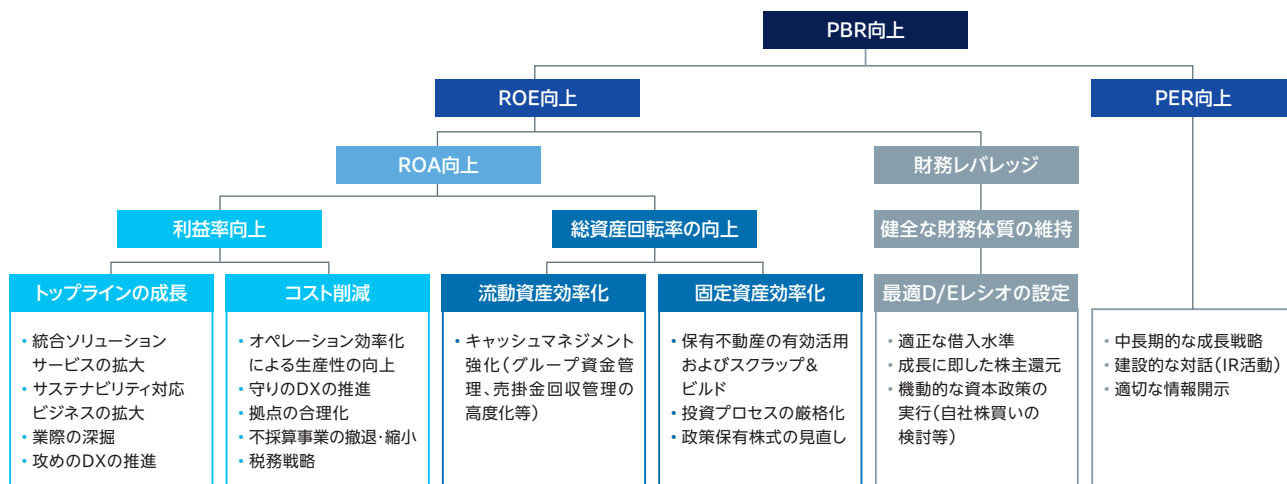 PBR向上
ROE向上
PER向上
ROA向上
財務レバレッジ
利益率向上
総資産回転率の向上
健全な財務体質の維持
トップラインの成長
コスト削減
流動資産効率化
固定資産効率化
最適D/Eレシオの設定
・統合ソリューション
サービスの拡大
・サステナビリティ対応
ビジネスの拡大
・業際の深掘
・攻めのDXの推進
・オペレーション効率化
による生産性の向上
・守りのDXの推進
・拠点の合理化
・不採算事業の撤退・縮小
・税務戦略
・キャッシュマネジメント
強化(グループ資金管
理、売掛金回収管理の
高度化等)
・保有不動産の有効活用
およびスクラップ&
ビルド
・投資プロセスの厳格化
・政策保有株式の見直し
・適正な借入水準
・成長に即した株主還元
・機動的な資本政策の
実行(自社株買いの
検討等)
・中長期的な成長戦略
・建設的な対話(IR活動)
・適切な情報開示